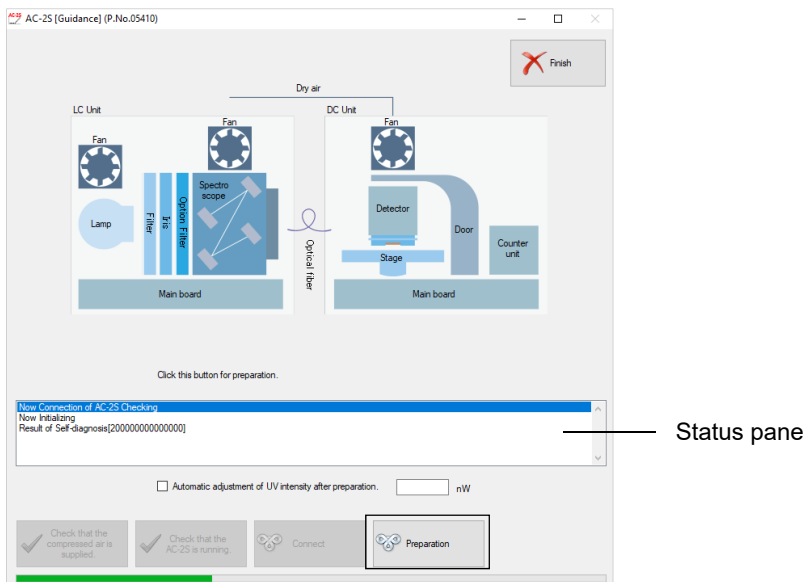 AC-2S [Guidance] (P.No.05410)
Finish
Dry air
LC Unit
DC Unit
Fan
Fan
Fan
Lamp
Filter
Iris
Option Filter
Spectro
scope
Optical fiber
Detector
Stage
Door
Counter
unit
Main board
Main board
Click this button for preparation.
Now Connection of AC-2S Checking
Now Initializing
Result of Self-diagnosis[200000000000000]
Status pane
Automatic adjustment of UV intensity after preparation.
nW
Check that the
compressed air is
supplied.
Check that the
AC-2S is running.
Connect
Preparation